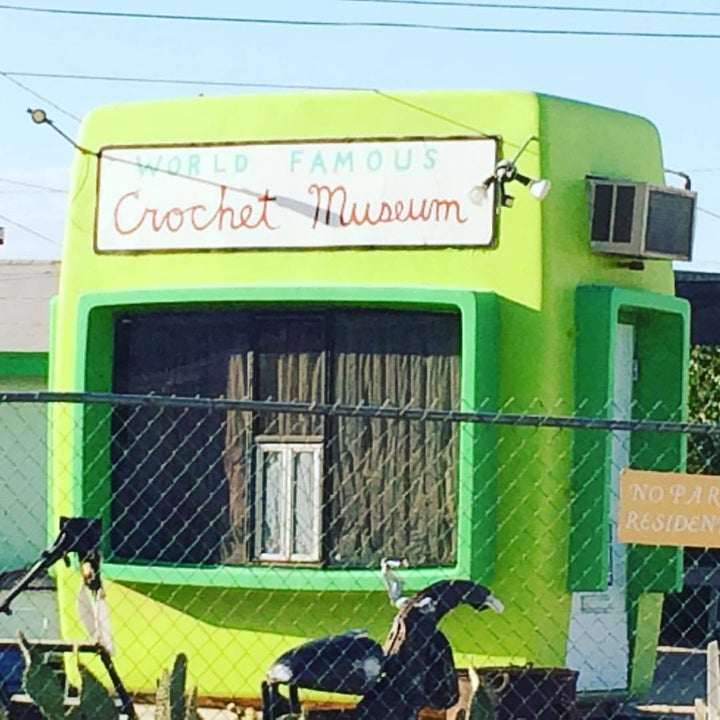 WORLD FAMOUS
Crochet Museum
NO PAR
RESIDEN